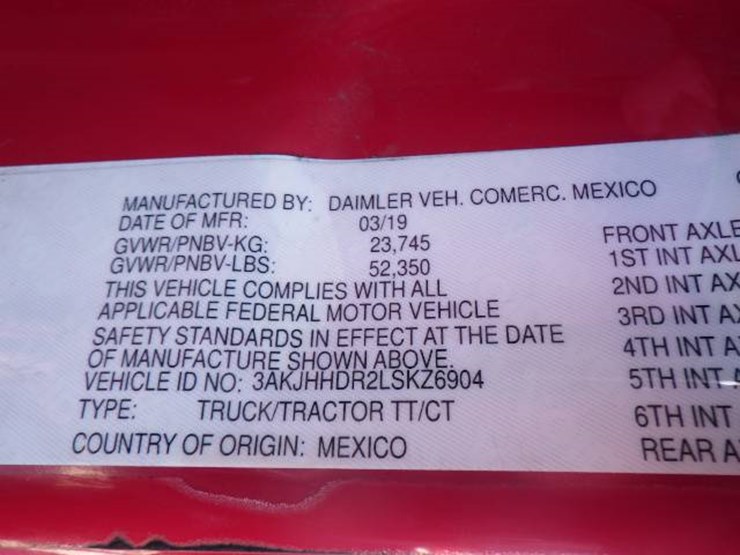 MANUFACTURED BY: DAIMLER VEH. COMERC. MEXICO
DATE OF MFR: 03/19
GVWR/PNBV-KG: 23,745
GVWR/PNBV-LBS: 52,350
THIS VEHICLE COMPLIES WITH ALL
APPLICABLE FEDERAL MOTOR VEHICLE
SAFETY STANDARDS IN EFFECT AT THE DATE
OF MANUFACTURE SHOWN ABOVE.
VEHICLE ID NO: 3AKJHHDR2LSKZ6904
TYPE: TRUCK/TRACTOR TT/CT
COUNTRY OF ORIGIN: MEXICO
FRONT AXLE
1ST INT AXL
2ND INT AX
3RD INT AX
4TH INT A
5TH INT A
6TH INT
REAR A